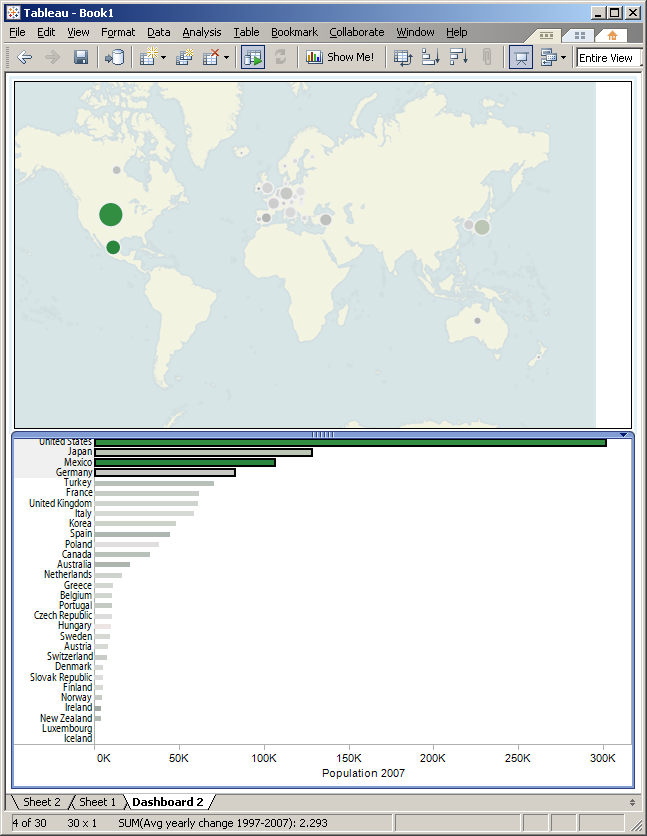 Tableau - Book1
File Edit View Format Data Analysis Table Bookmark Collaborate Window Help
Show Me! Entire View
United States
Japan
Mexico
Germany
Turkey
France
United Kingdom
Italy
Korea
Spain
Poland
Canada
Australia
Netherlands
Greece
Belgium
Portugal
Czech Republic
Hungary
Sweden
Austria
Switzerland
Denmark
Slovak Republic
Finland
Norway
Ireland
New Zealand
Luxembourg
Iceland
0K 50K 100K 150K 200K 250K 300K
Population 2007
Sheet 2 Sheet 1 Dashboard 2
4 of 30 30 x 1 SUM(Avg yearly change 1997-2007): 2.293